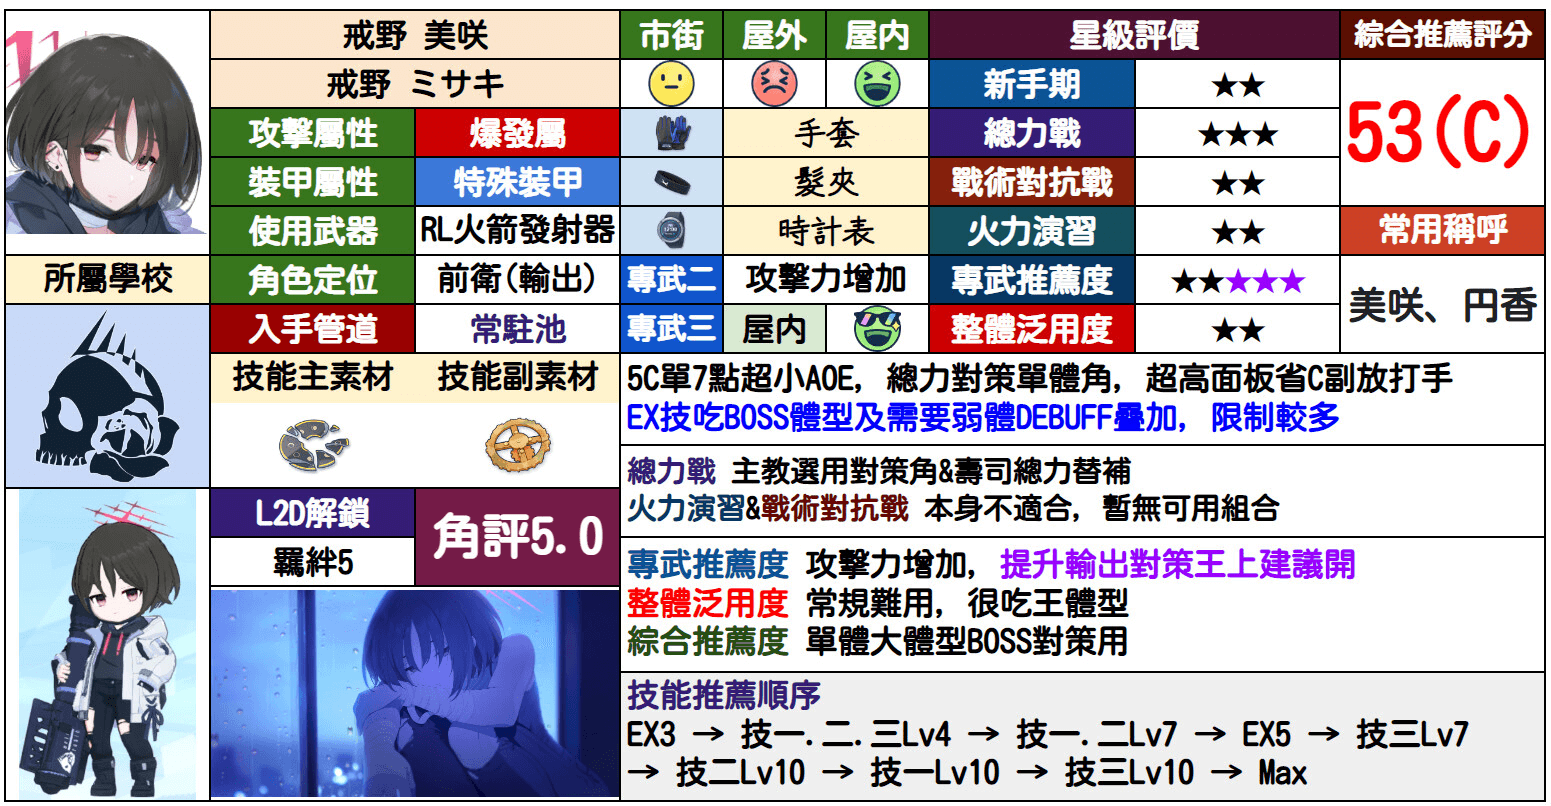 戒野 美咲
市街
屋外
屋内
星級評價
綜合推薦評分
戒野 ミサキ
新手期
★★
53(C)
攻擊屬性
爆發屬
手套
總力戰
★★★
裝甲屬性
特殊裝甲
髮夾
戰術對抗戰
★★
使用武器
RL火箭發射器
時計表
火力演習
★★
常用稱呼
所屬學校
角色定位
前衛(輸出)
專武二
攻擊力增加
專武推薦度
★★★★★
美咲、円香
入手管道
常駐池
專武三
屋内
整體泛用度
★★
技能主素材
技能副素材
5C單7點超小AOE, 總力對策單體角, 超高面板省C副放打手
EX技吃BOSS體型及需要弱體DEBUFF疊加, 限制較多
總力戰 主教選用對策角&壽司總力替補
火力演習&戰術對抗戰 本身不適合, 暫無可用組合
L2D解鎖
角評5.0
羈絆5
專武推薦度 攻擊力增加, 提升輸出對策王上建議開
整體泛用度 常規難用, 很吃王體型
綜合推薦度 單體大體型BOSS對策用
技能推薦順序
EX3 → 技一.二.三Lv4 → 技一.二Lv7 → EX5 → 技三Lv7
→ 技二Lv10 → 技一Lv10 → 技三Lv10 → Max